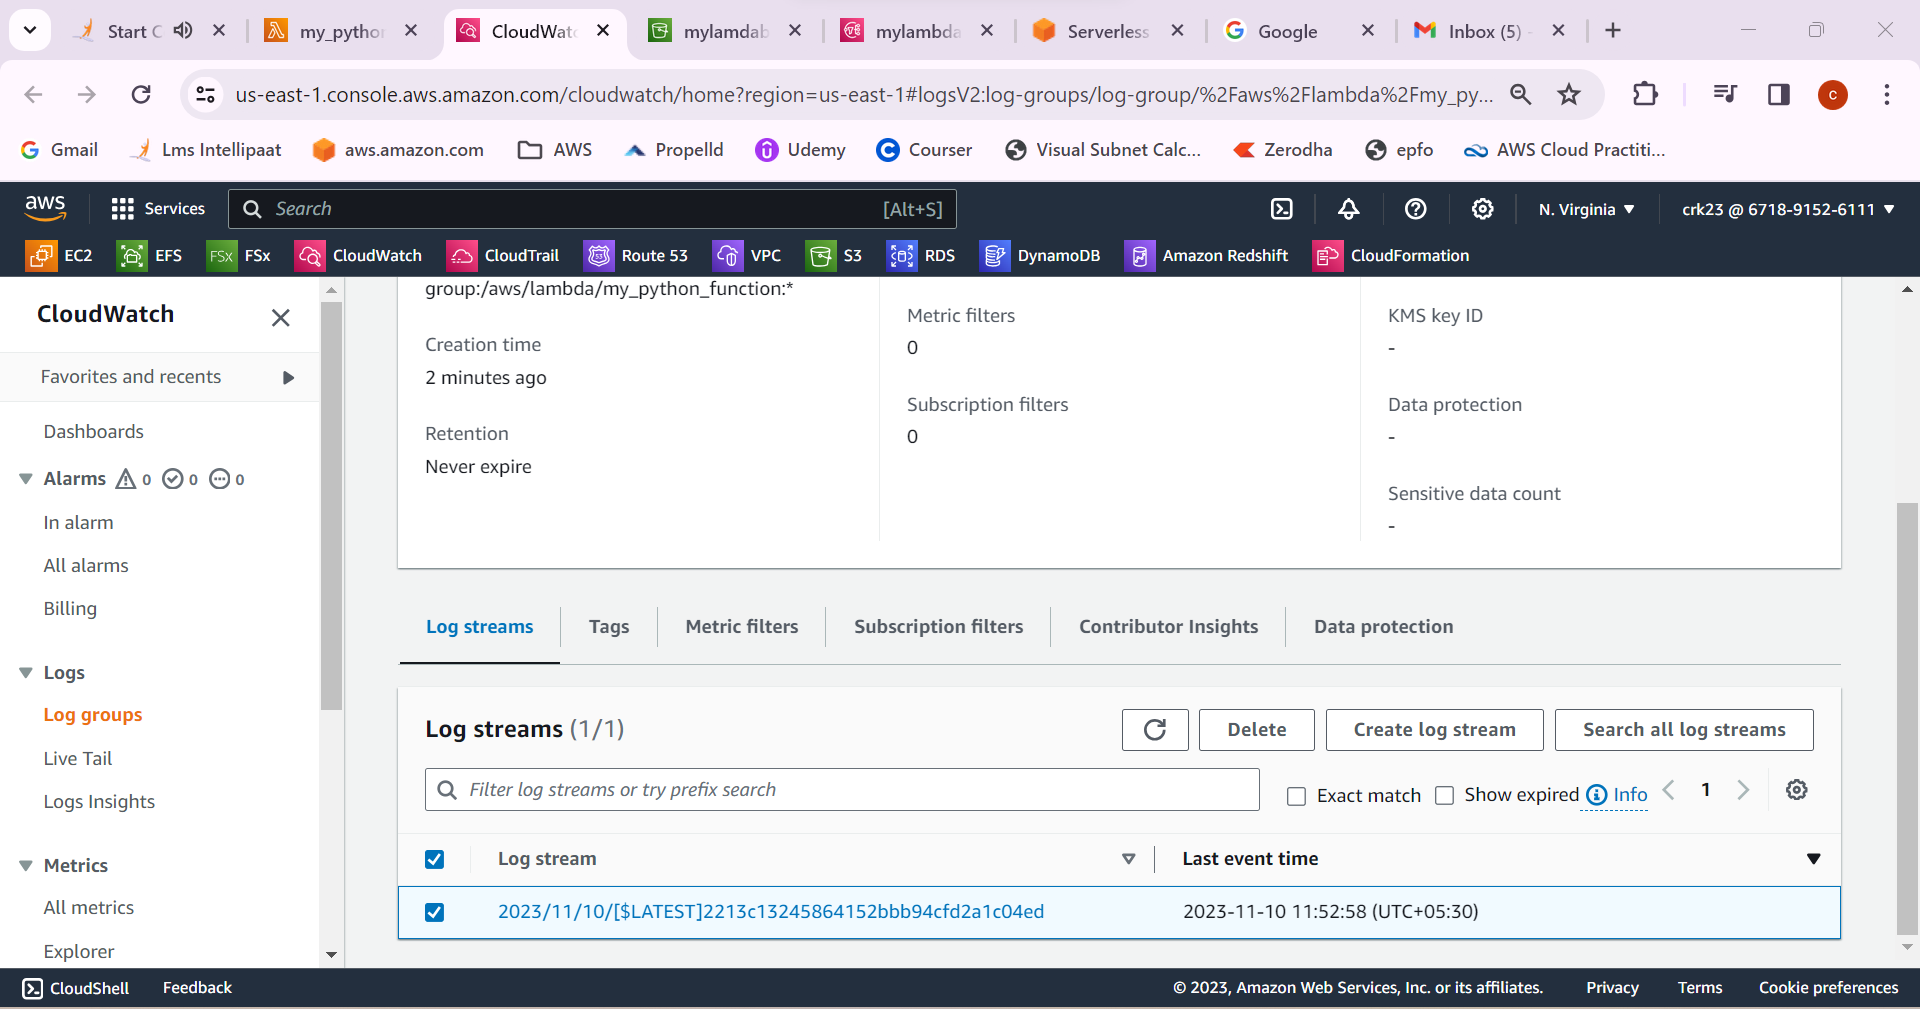 Start C
my_pytho
CloudWatc
mylamdab
mylambda
Serverless
Google
Inbox (5) -
us-east-1.console.aws.amazon.com/cloudwatch/home?region=us-east-1#logsV2:log-groups/log-group/%2Faws%2Flambda%2Fmy_py...
C
Gmail
Lms Intellipaat
aws.amazon.com
AWS
Propelld
Udemy
Courser
Visual Subnet Calc...
Zerodha
epfo
AWS Cloud Practiti...
aws
Services
Search
[Alt+S]
N. Virginia
crk23 @ 6718-9152-6111
EC2
EFS
FSx
FSx
CloudWatch
CloudTrail
53
Route 53
VPC
S3
RDS
DynamoDB
Amazon Redshift
CloudFormation
CloudWatch
Favorites and recents
Dashboards
Alarms 0 0 0
In alarm
All alarms
Billing
Logs
Log groups
Live Tail
Logs Insights
Metrics
All metrics
Explorer
group:/aws/lambda/my_python_function:*
Creation time
2 minutes ago
Retention
Never expire
Metric filters
0
Subscription filters
0
KMS key ID
-
Data protection
-
Sensitive data count
-
Log streams
Tags
Metric filters
Subscription filters
Contributor Insights
Data protection
Log streams (1/1)
Delete
Create log stream
Search all log streams
Filter log streams or try prefix search
Exact match
Show expired
Info
1
Log stream
Last event time
2023/11/10/[$LATEST]2213c13245864152bbb94cfd2a1c04ed
2023-11-10 11:52:58 (UTC+05:30)
CloudShell
Feedback
© 2023, Amazon Web Services, Inc. or its affiliates.
Privacy
Terms
Cookie preferences